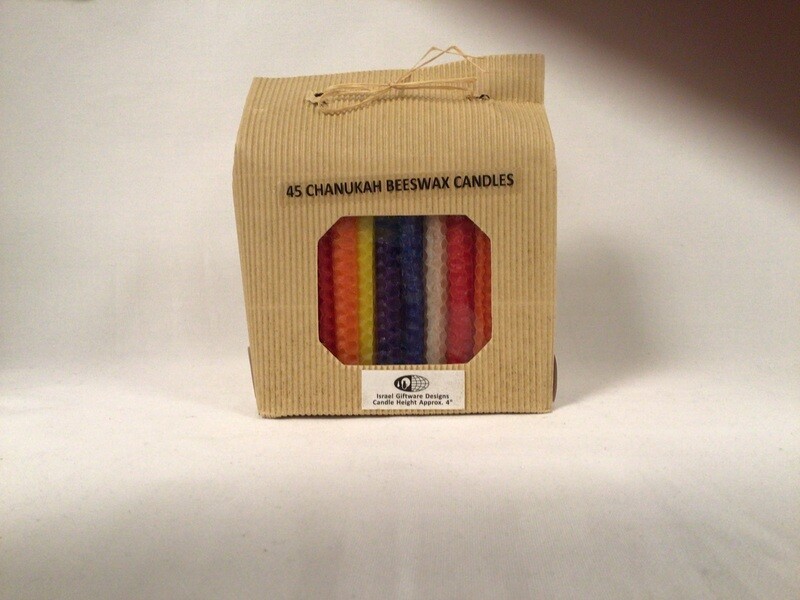 45 CHANUKAH BEESWAX CANDLES
Israel Giftware Designs
Candle Height Approx. 4"